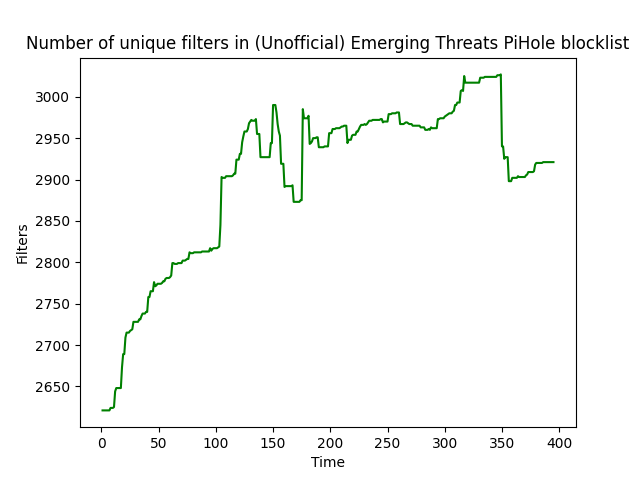 Number of unique filters in (Unofficial) Emerging Threats PiHole blocklist
3000
2950
2900
2850
2800
2750
2700
2650
Filters
0 50 100 150 200 250 300 350 400
Time